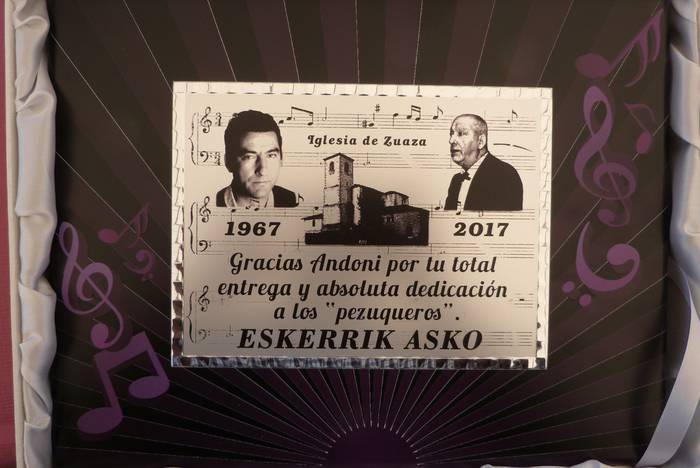 Iglesia de Zuaza
1967
2017
Gracias Andoni por tu total
entrega y absoluta dedicación
a los "pezuqueros".
ESKERRIK ASKO